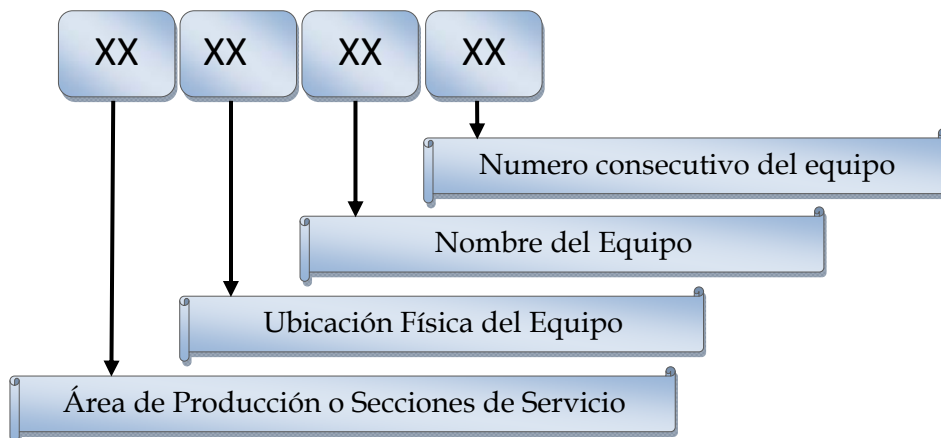 XX XX XX XX
Numero consecutivo del equipo
Nombre del Equipo
Ubicación Física del Equipo
Área de Producción o Secciones de Servicio